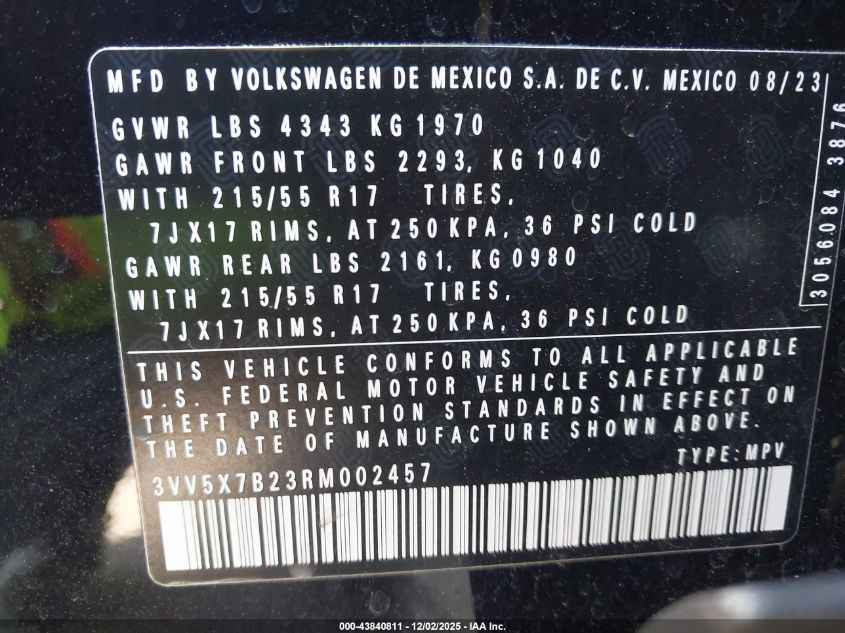 MFD BY VOLKSWAGEN DE MEXICO S.A. DE C.V. MEXICO 08/23
GVWR LBS 4343 KG 1970
GAWR FRONT LBS 2293, KG 1040
WITH 215/55 R17 TIRES,
7JX17 RIMS, AT 250 KPA, 36 PSI COLD
GAWR REAR LBS 2161, KG 0980
WITH 215/55 R17 TIRES,
7JX17 RIMS, AT 250 KPA, 36 PSI COLD
3056084 3876
THIS VEHICLE CONFORMS TO ALL APPLICABLE
U.S. FEDERAL MOTOR VEHICLE SAFETY AND
THEFT PREVENTION STANDARDS IN EFFECT ON
THE DATE OF MANUFACTURE SHOWN ABOVE.
TYPE: MPV
3VV5X7B23RM002457
000-43840811 - 12/02/2025 - IAA Inc.